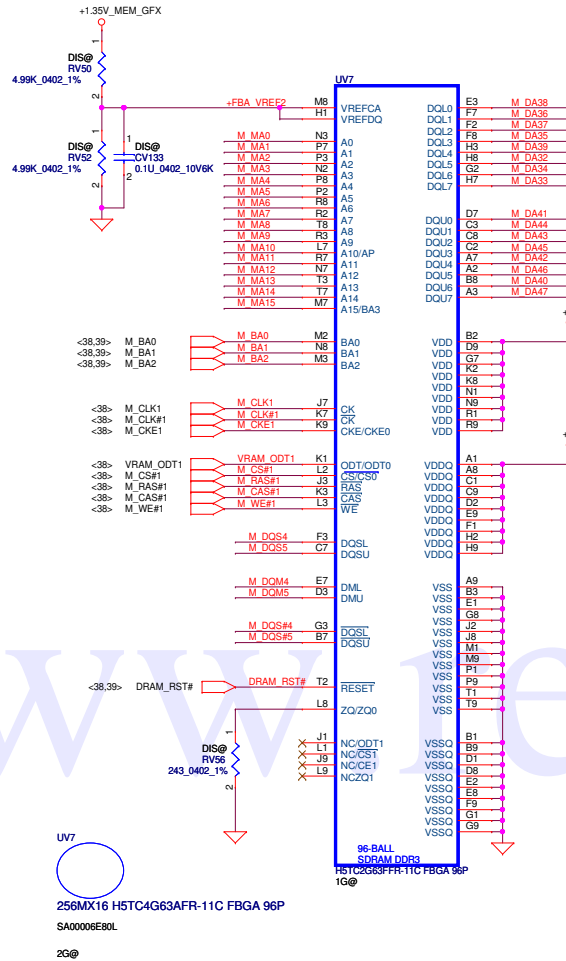 +1.35V_MEM_GFX
1
DIS@
RV50
4.99K_0402_1%
2
+FBA_VREF2
1
DIS@
RV52
4.99K_0402_1%
2
1
DIS@
CV133
0.1U_0402_10V6K
2
UV7
M8 VREFCA
H1 VREFDQ
M_MA0 N3 A0
M_MA1 P7 A1
M_MA2 P3 A2
M_MA3 N2 A3
M_MA4 P8 A4
M_MA5 P2 A5
M_MA6 R8 A6
M_MA7 R2 A7
M_MA8 T8 A8
M_MA9 R3 A9
M_MA10 L7 A10/AP
M_MA11 R7 A11
M_MA12 N7 A12
M_MA13 T3 A13
M_MA14 T7 A14
M_MA15 M7 A15/BA3
<38,39> M_BA0 M_BA0 M2 BA0
<38,39> M_BA1 M_BA1 N8 BA1
<38,39> M_BA2 M_BA2 M3 BA2
<38> M_CLK1 M_CLK1 J7 CK
<38> M_CLK#1 M_CLK#1 K7 CK
<38> M_CKE1 M_CKE1 K9 CKE/CKE0
<38> VRAM_ODT1 VRAM_ODT1 K1 ODT/ODT0
<38> M_CS#1 M_CS#1 L2 CS/CS0
<38> M_RAS#1 M_RAS#1 J3 RAS
<38> M_CAS#1 M_CAS#1 K3 CAS
<38> M_WE#1 M_WE#1 L3 WE
M_DQS4 F3 DQSL
M_DQS5 C7 DQSU
M_DQM4 E7 DML
M_DQM5 D3 DMU
M_DQS#4 G3 DQSL
M_DQS#5 B7 DQSU
<38,39> DRAM_RST# DRAM_RST# T2 RESET
L8 ZQ/ZQ0
1
DIS@
RV56
243_0402_1%
2
J1 NC/ODT1
L1 NC/CS1
J9 NC/CE1
L9 NCZQ1
DQL0 E3 M_DA38
DQL1 F7 M_DA36
DQL2 F2 M_DA37
DQL3 F8 M_DA35
DQL4 H3 M_DA39
DQL5 H8 M_DA32
DQL6 G2 M_DA34
DQL7 H7 M_DA33
DQU0 D7 M_DA41
DQU1 C3 M_DA44
DQU2 C8 M_DA43
DQU3 C2 M_DA45
DQU4 A7 M_DA42
DQU5 A2 M_DA46
DQU6 B8 M_DA40
DQU7 A3 M_DA47
VDD B2
VDD D9
VDD G7
VDD K2
VDD K8
VDD N1
VDD N9
VDD R1
VDD R9
VDDQ A1
VDDQ A8
VDDQ C1
VDDQ C9
VDDQ D2
VDDQ E9
VDDQ F1
VDDQ H2
VDDQ H9
VSS A9
VSS B3
VSS E1
VSS G8
VSS J2
VSS J8
VSS M1
VSS M9
VSS P1
VSS P9
VSS T1
VSS T9
VSSQ B1
VSSQ B9
VSSQ D1
VSSQ D8
VSSQ E2
VSSQ E8
VSSQ F9
VSSQ G1
VSSQ G9
96-BALL
SDRAM DDR3
H5TC2G63FFR-11C FBGA 96P
1G@
UV7
256MX16 H5TC4G63AFR-11C FBGA 96P
SA00006E80L
2G@
www.re